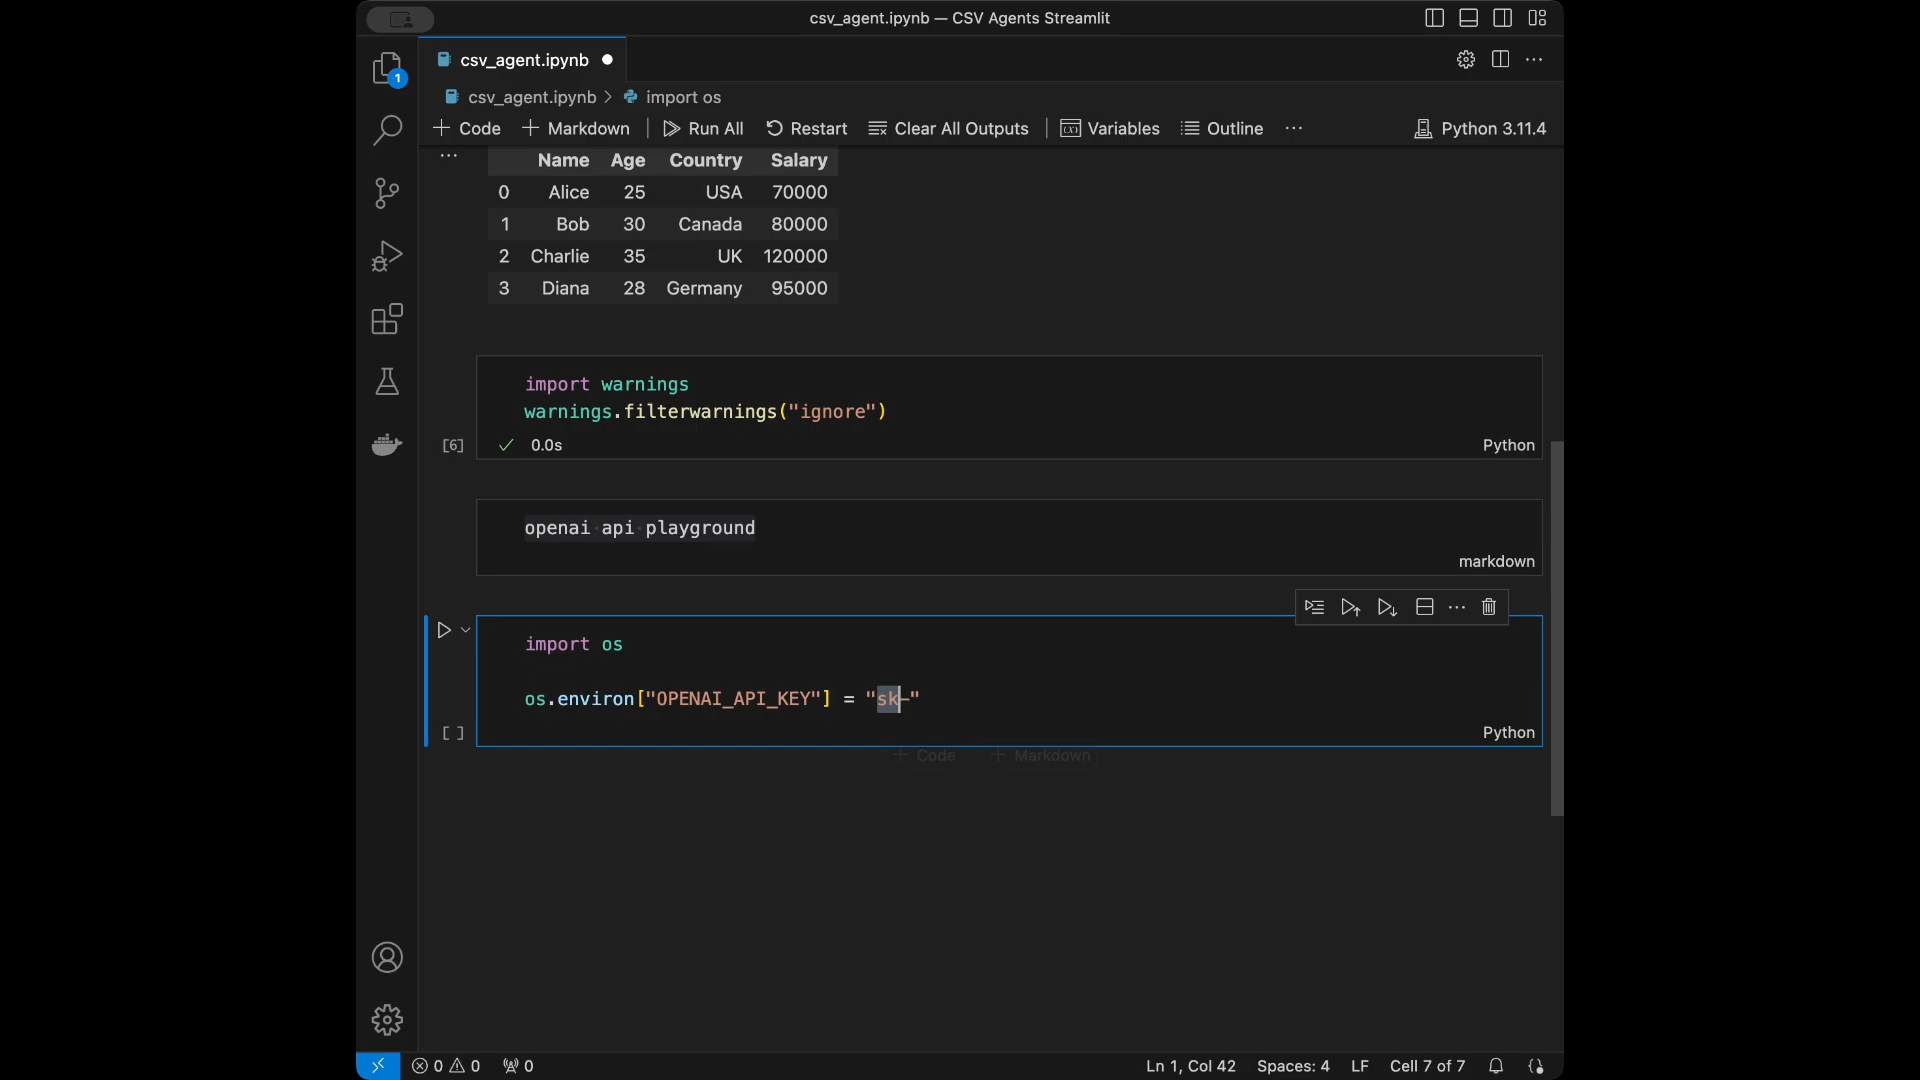 csv_agent.ipynb — CSV Agents Streamlit
1
csv_agent.ipynb
csv_agent.ipynb > import os
+ Code + Markdown Run All Restart Clear All Outputs Variables Outline ··· Python 3.11.4
···
Name Age Country Salary
0 Alice 25 USA 70000
1 Bob 30 Canada 80000
2 Charlie 35 UK 120000
3 Diana 28 Germany 95000
import warnings
warnings.filterwarnings("ignore")
[6] ✓ 0.0s Python
openai api playground
markdown
import os
os.environ["OPENAI_API_KEY"] = "sk-"
[ ] Python
+ Code + Markdown
0 0 0 Ln 1, Col 42 Spaces: 4 LF Cell 7 of 7